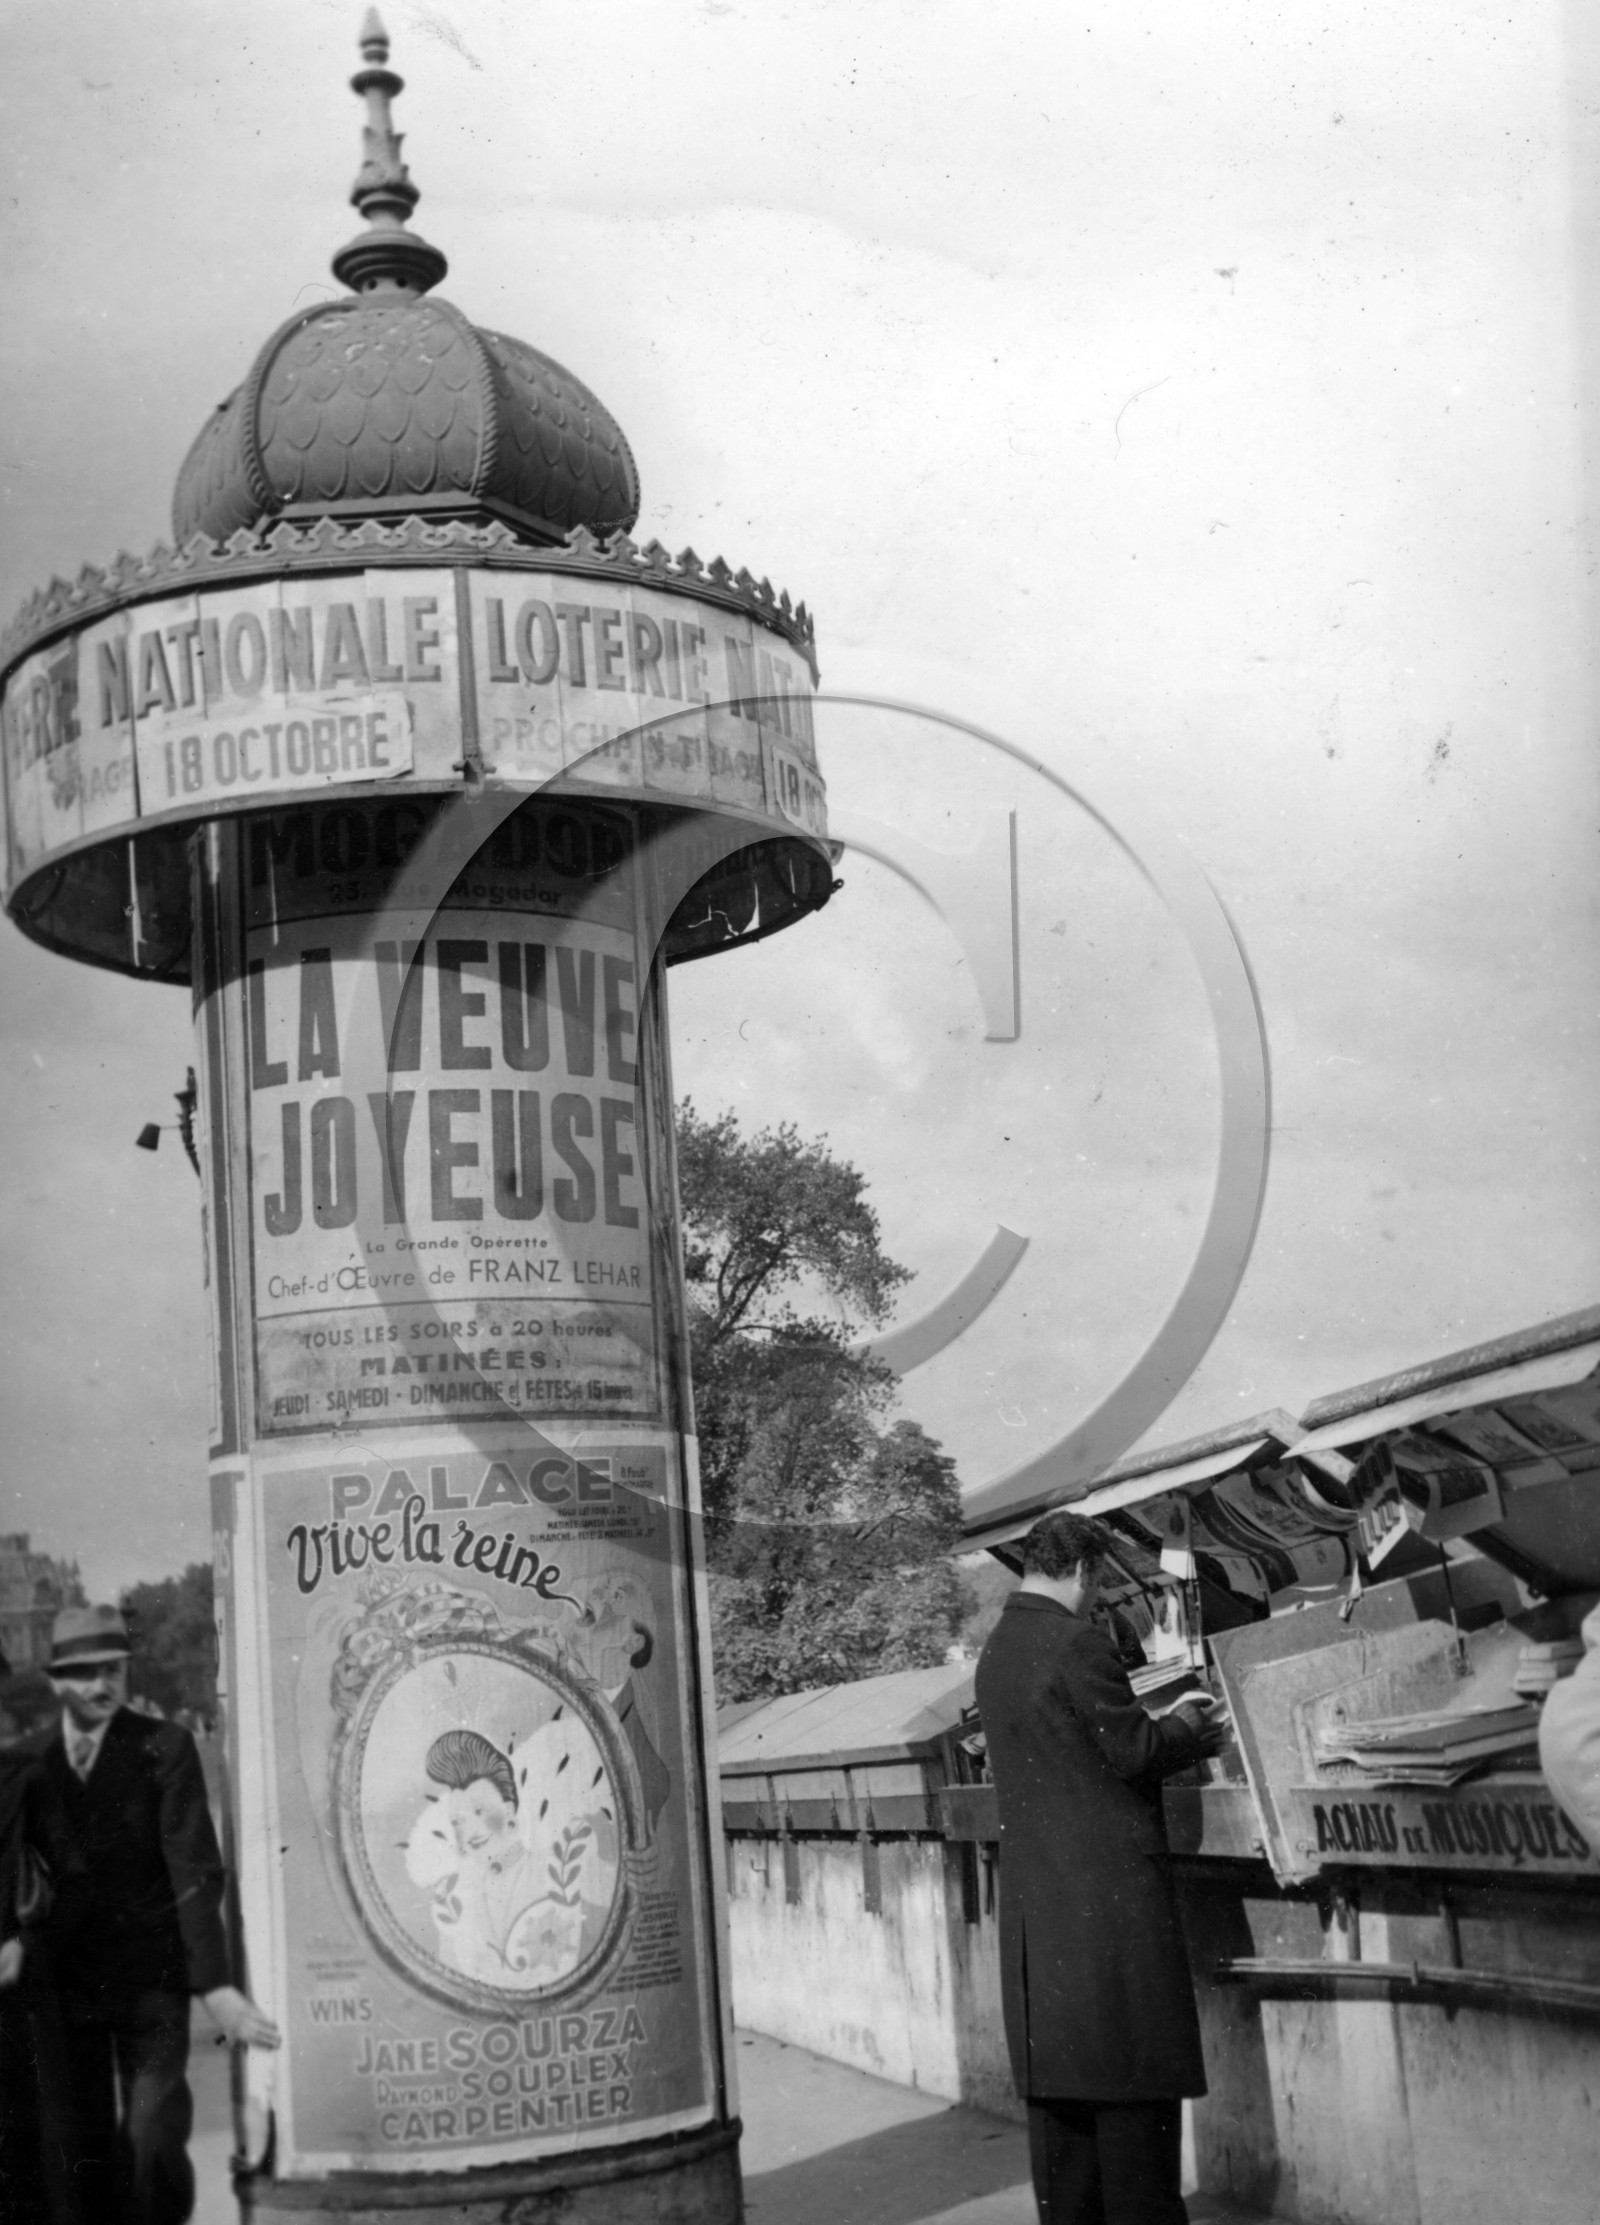 NATIONALE LOTERIE NATI
18 OCTOBRE PROCHAIN TIRAGE 18 OC
MOGADOR
25, Rue Mogador
LA VEUVE
JOYEUSE
La Grande Opérette
Chef-d'Œuvre de FRANZ LEHAR
TOUS LES SOIRS à 20 heures
MATINÉES:
JEUDI - SAMEDI - DIMANCHE et FÊTES à 15 heures
PALACE
Vive la reine
WINS
JANE SOURZA
RAYMOND SOUPLEX
CARPENTIER
ACHATS DE MUSIQUES
C